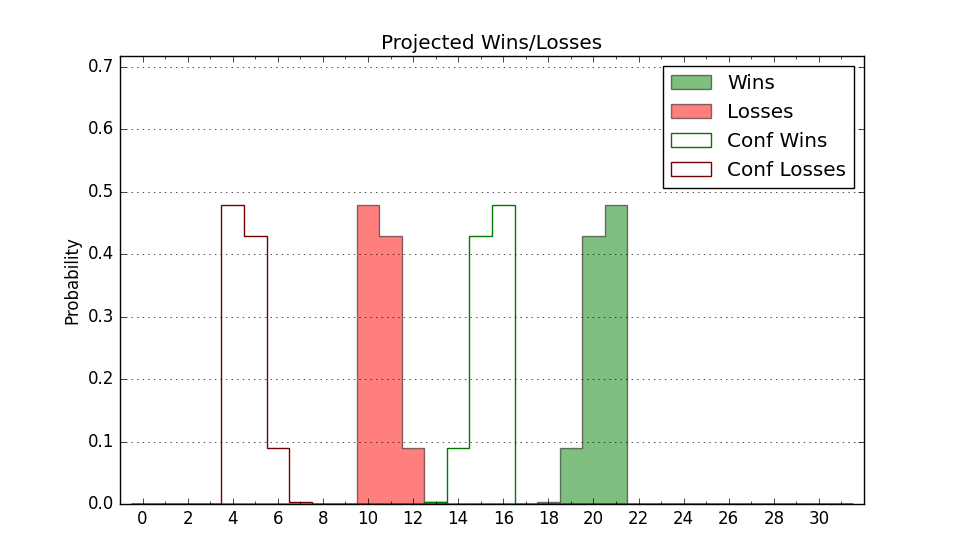 Projected Wins/Losses
0.7
0.6
0.5
0.4
0.3
0.2
0.1
0.0
Probability
Wins
Losses
Conf Wins
Conf Losses
0 2 4 6 8 10 12 14 16 18 20 22 24 26 28 30